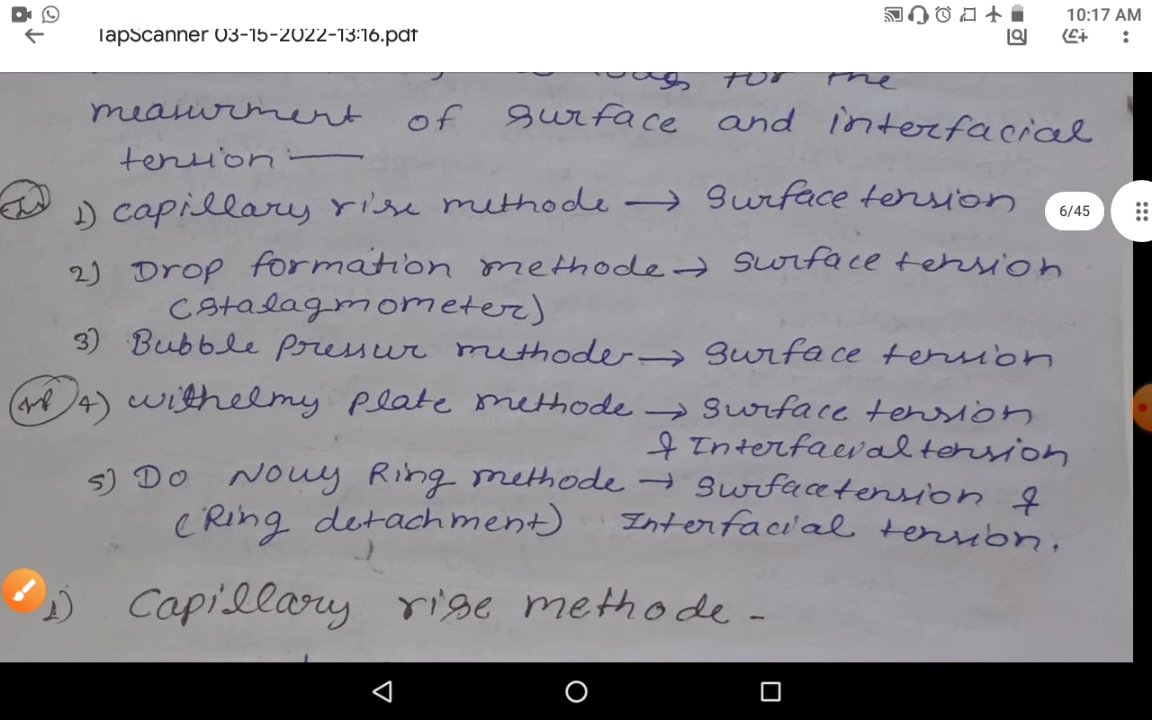 10:17 AM
TapScanner 03-15-2022-13:16.pdf
for the
meaurment of surface and interfacial
tension —
1) capillary rise methode → surface tension
6/45
2) Drop formation methode → surface tension
(stalagmometer)
3) Bubble Pressur methode → surface tension
4) withelmy plate methode → surface tension
& Interfacial tension
5) Do Nouy Ring methode → surface tension &
(Ring detachment) Interfacial tension.
1) Capillary rise methode -